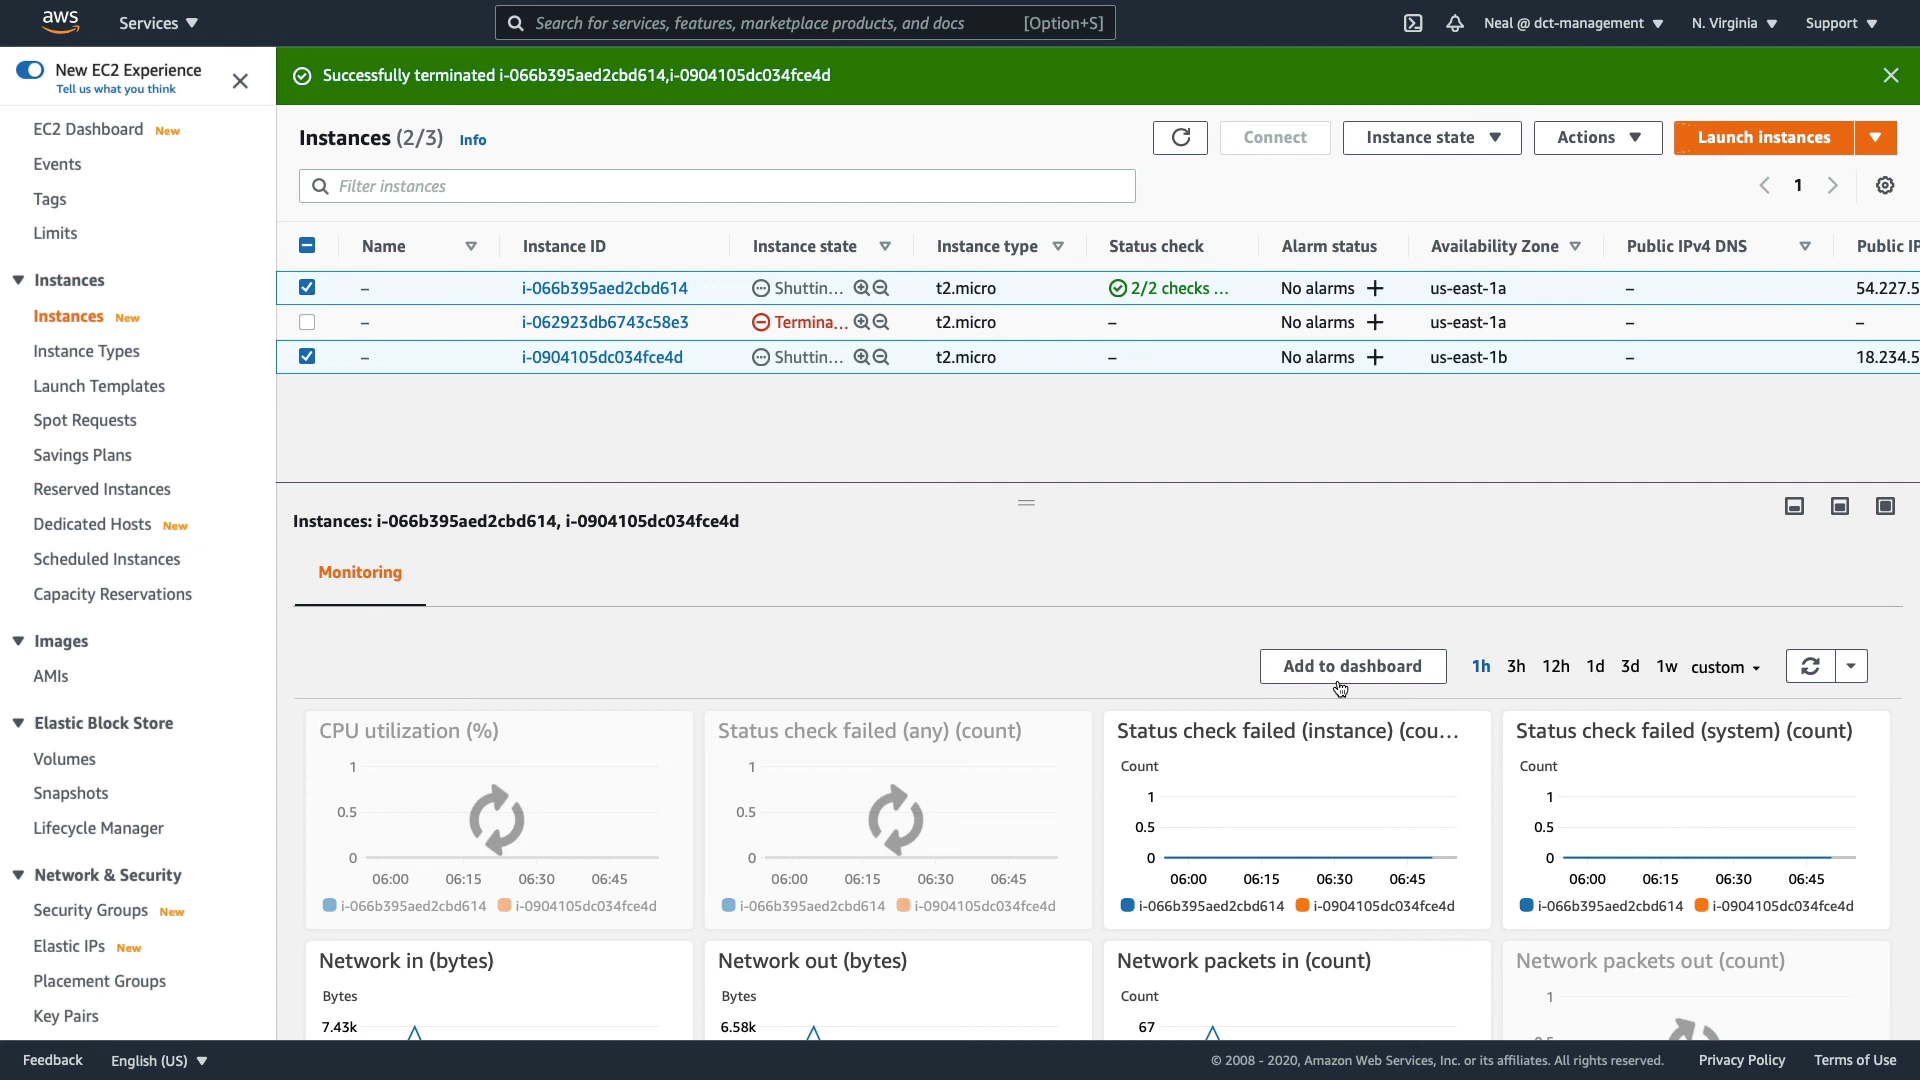 aws Services Search for services, features, marketplace products, and docs [Option+S] Neal @ dct-management N. Virginia Support
New EC2 Experience
Tell us what you think
Successfully terminated i-066b395aed2cbd614,i-0904105dc034fce4d
EC2 Dashboard New
Events
Tags
Limits
Instances
Instances New
Instance Types
Launch Templates
Spot Requests
Savings Plans
Reserved Instances
Dedicated Hosts New
Scheduled Instances
Capacity Reservations
Images
AMIs
Elastic Block Store
Volumes
Snapshots
Lifecycle Manager
Network & Security
Security Groups New
Elastic IPs New
Placement Groups
Key Pairs
Instances (2/3) Info Connect Instance state Actions Launch instances
Filter instances 1
Name Instance ID Instance state Instance type Status check Alarm status Availability Zone Public IPv4 DNS Public IP
– i-066b395aed2cbd614 Shuttin... t2.micro 2/2 checks ... No alarms + us-east-1a – 54.227.5
– i-062923db6743c58e3 Termina... t2.micro – No alarms + us-east-1a – –
– i-0904105dc034fce4d Shuttin... t2.micro – No alarms + us-east-1b – 18.234.5
Instances: i-066b395aed2cbd614, i-0904105dc034fce4d
Monitoring
Add to dashboard 1h 3h 12h 1d 3d 1w custom
CPU utilization (%)
1
0.5
0
06:00 06:15 06:30 06:45
i-066b395aed2cbd614 i-0904105dc034fce4d
Status check failed (any) (count)
1
0.5
0
06:00 06:15 06:30 06:45
i-066b395aed2cbd614 i-0904105dc034fce4d
Status check failed (instance) (cou...
Count
1
0.5
0
06:00 06:15 06:30 06:45
i-066b395aed2cbd614 i-0904105dc034fce4d
Status check failed (system) (count)
Count
1
0.5
0
06:00 06:15 06:30 06:45
i-066b395aed2cbd614 i-0904105dc034fce4d
Network in (bytes)
Bytes
7.43k
Network out (bytes)
Bytes
6.58k
Network packets in (count)
Count
67
Network packets out (count)
1
Feedback English (US) © 2008 - 2020, Amazon Web Services, Inc. or its affiliates. All rights reserved. Privacy Policy Terms of Use